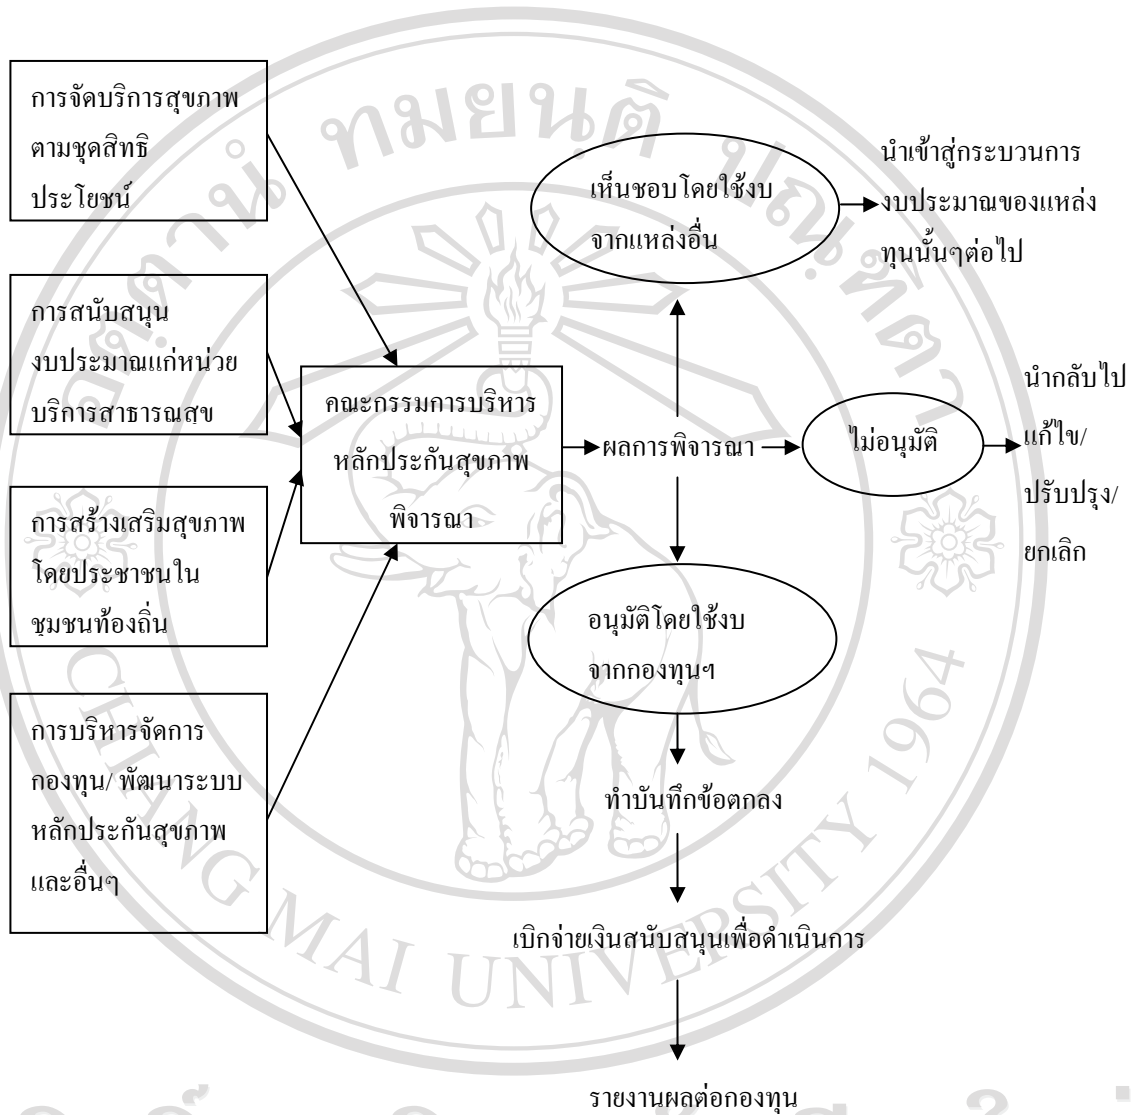 การจัดบริการสุขภาพ
ตามชุดสิทธิ
ประโยชน์
การสนับสนุน
งบประมาณแก่หน่วย
บริการสาธารณสุข
การสร้างเสริมสุขภาพ
โดยประชาชนใน
ชุมชนท้องถิ่น
การบริหารจัดการ
กองทุน/ พัฒนาระบบ
หลักประกันสุขภาพ
และอื่นๆ
คณะกรรมการบริหาร
หลักประกันสุขภาพ
พิจารณา
ผลการพิจารณา
เห็นชอบโดยใช้งบ
จากแหล่งอื่น
นำเข้าสู่กระบวนการ
งบประมาณของแหล่ง
ทุนนั้นๆต่อไป
ไม่อนุมัติ
นำกลับไป
แก้ไข/
ปรับปรุง/
ยกเลิก
อนุมัติโดยใช้งบ
จากกองทุนฯ
ทำบันทึกข้อตกลง
เบิกจ่ายเงินสนับสนุนเพื่อดำเนินการ
รายงานผลต่อกองทุน
CHIANG MAI UNIVERSITY 1964